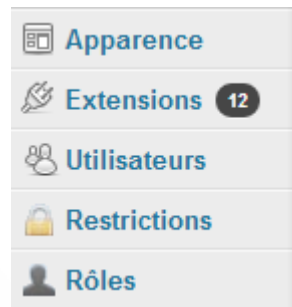 Apparence
Extensions 12
Utilisateurs
Restrictions
Rôles